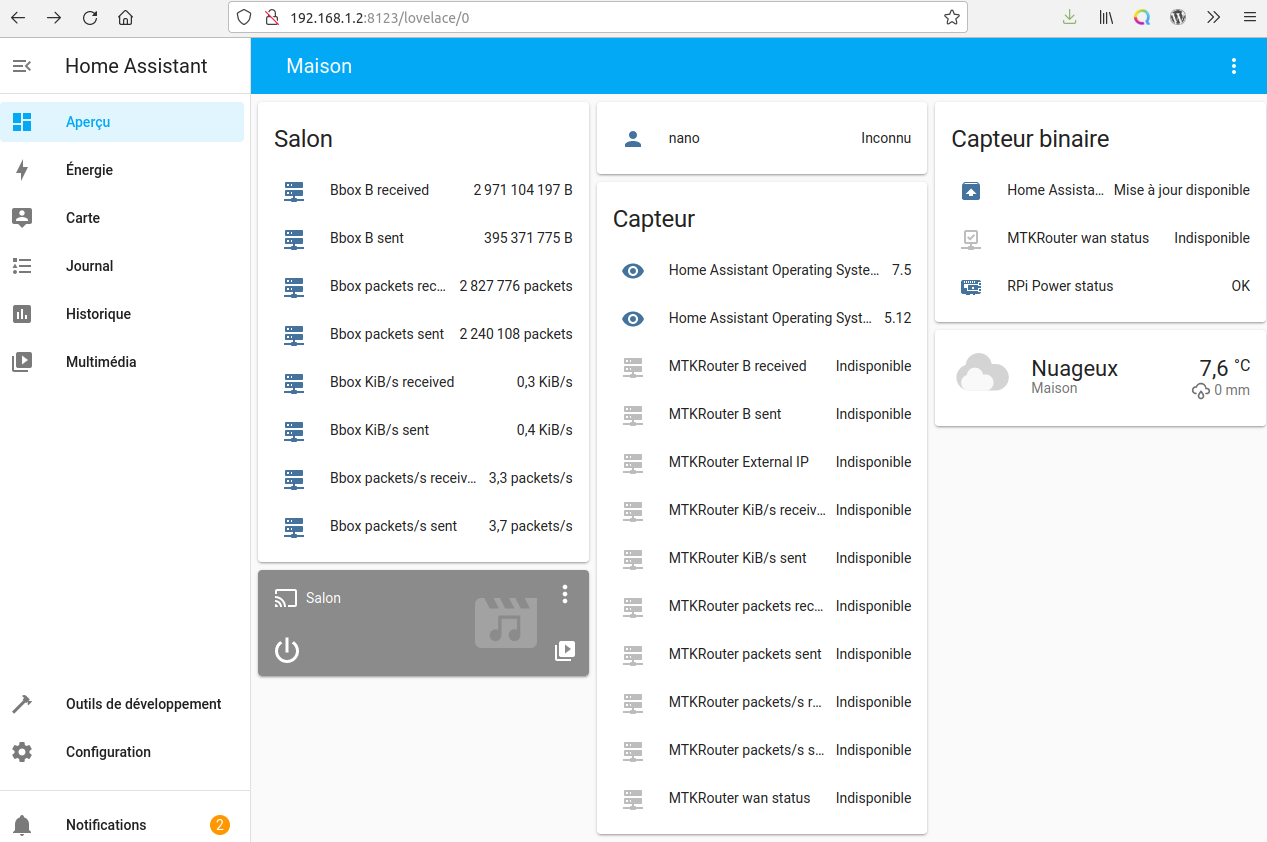 192.168.1.2:8123/lovelace/0
Home Assistant
Maison
Aperçu
Énergie
Carte
Journal
Historique
Multimédia
Outils de développement
Configuration
Notifications 2
Salon
Bbox B received 2 971 104 197 B
Bbox B sent 395 371 775 B
Bbox packets rec… 2 827 776 packets
Bbox packets sent 2 240 108 packets
Bbox KiB/s received 0,3 KiB/s
Bbox KiB/s sent 0,4 KiB/s
Bbox packets/s receiv… 3,3 packets/s
Bbox packets/s sent 3,7 packets/s
Salon
nano Inconnu
Capteur
Home Assistant Operating Syste… 7.5
Home Assistant Operating Syst… 5.12
MTKRouter B received Indisponible
MTKRouter B sent Indisponible
MTKRouter External IP Indisponible
MTKRouter KiB/s receiv… Indisponible
MTKRouter KiB/s sent Indisponible
MTKRouter packets rec… Indisponible
MTKRouter packets sent Indisponible
MTKRouter packets/s r… Indisponible
MTKRouter packets/s s… Indisponible
MTKRouter wan status Indisponible
Capteur binaire
Home Assista… Mise à jour disponible
MTKRouter wan status Indisponible
RPi Power status OK
Nuageux 7,6 °C
Maison 0 mm